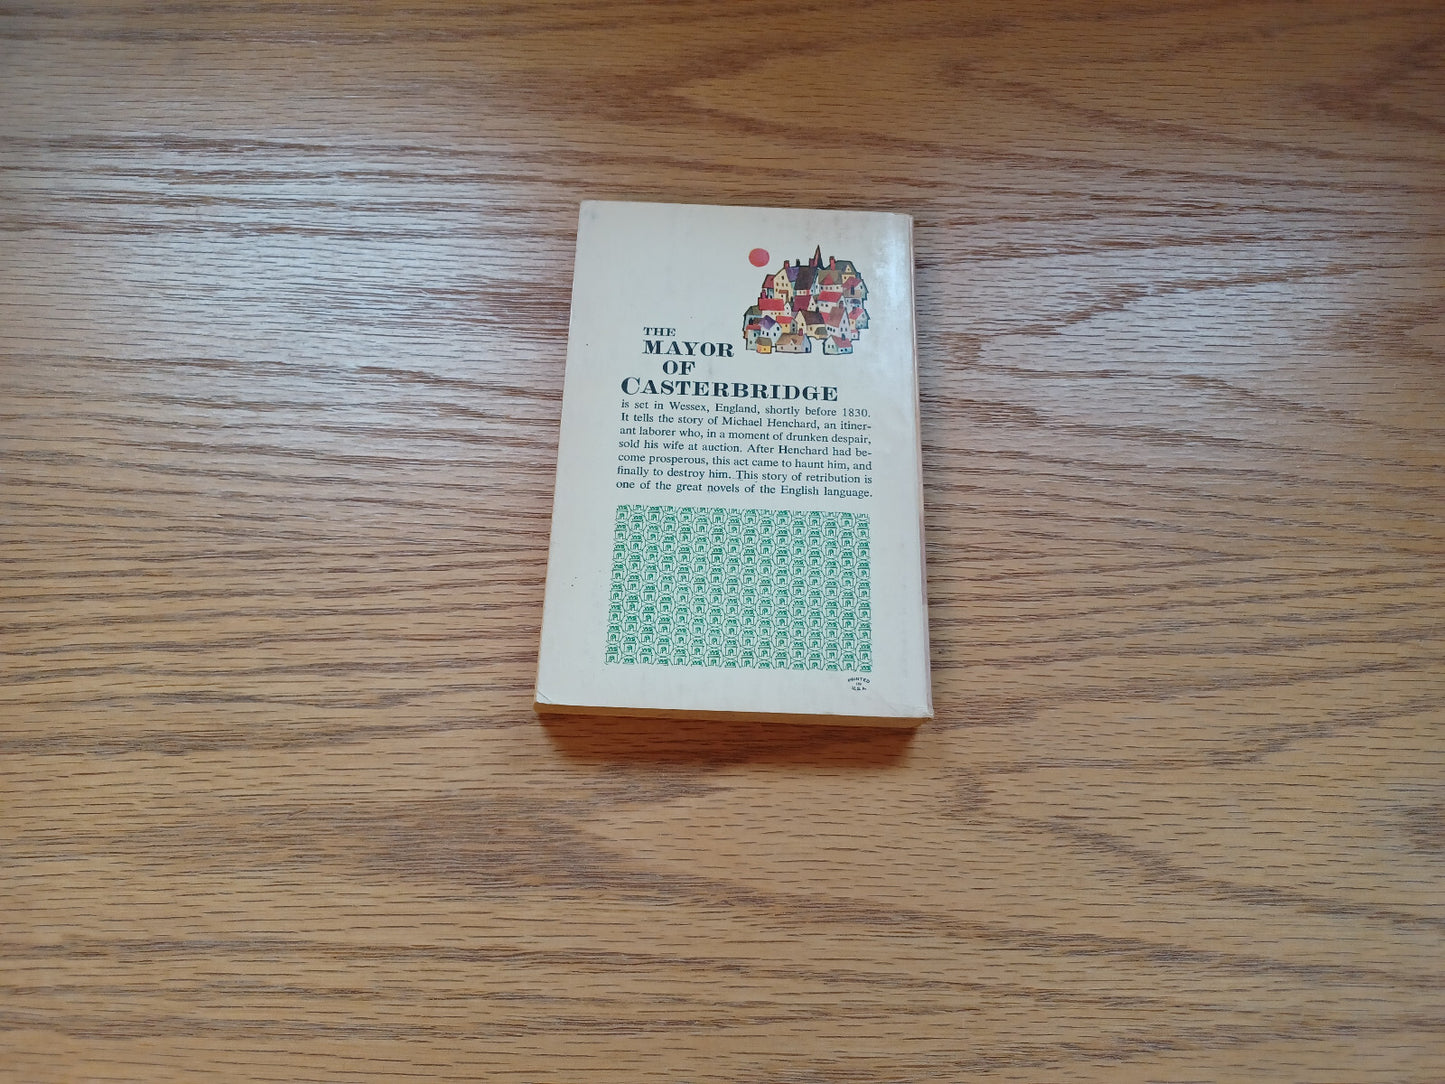 THE
MAYOR
OF
CASTERBRIDGE
is set in Wessex, England, shortly before 1830.
It tells the story of Michael Henchard, an itiner-
ant laborer who, in a moment of drunken despair,
sold his wife at auction. After Henchard had be-
come prosperous, this act came to haunt him, and
finally to destroy him. This story of retribution is
one of the great novels of the English language.
PRINTED
IN
U.S.A.